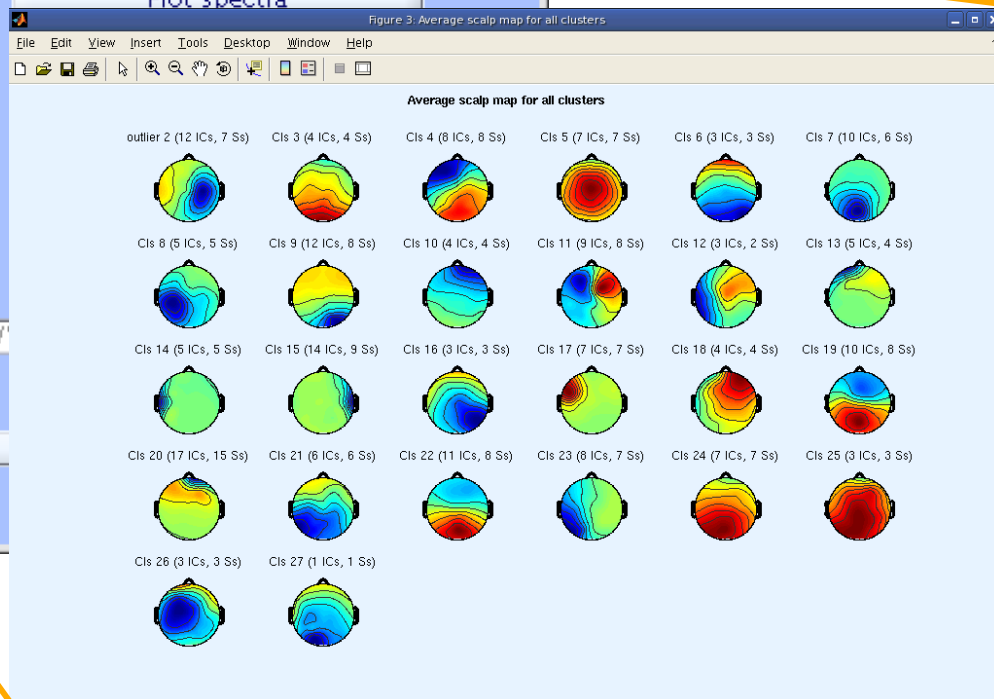 Plot spectra
Figure 3: Average scalp map for all clusters
File Edit View Insert Tools Desktop Window Help
Average scalp map for all clusters
outlier 2 (12 ICs, 7 Ss) Cls 3 (4 ICs, 4 Ss) Cls 4 (8 ICs, 8 Ss) Cls 5 (7 ICs, 7 Ss) Cls 6 (3 ICs, 3 Ss) Cls 7 (10 ICs, 6 Ss)
Cls 8 (5 ICs, 5 Ss) Cls 9 (12 ICs, 8 Ss) Cls 10 (4 ICs, 4 Ss) Cls 11 (9 ICs, 8 Ss) Cls 12 (3 ICs, 2 Ss) Cls 13 (5 ICs, 4 Ss)
Cls 14 (5 ICs, 5 Ss) Cls 15 (14 ICs, 9 Ss) Cls 16 (3 ICs, 3 Ss) Cls 17 (7 ICs, 7 Ss) Cls 18 (4 ICs, 4 Ss) Cls 19 (10 ICs, 8 Ss)
Cls 20 (17 ICs, 15 Ss) Cls 21 (6 ICs, 6 Ss) Cls 22 (11 ICs, 8 Ss) Cls 23 (8 ICs, 7 Ss) Cls 24 (7 ICs, 7 Ss) Cls 25 (3 ICs, 3 Ss)
Cls 26 (3 ICs, 3 Ss) Cls 27 (1 ICs, 1 Ss)